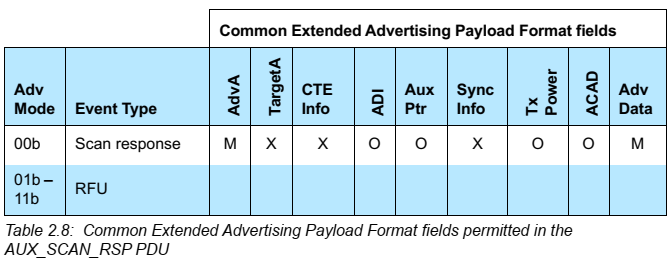 Common Extended Advertising Payload Format fields
Adv Mode Event Type AdvA TargetA CTE Info ADI Aux Ptr Sync Info Tx Power ACAD Adv Data
00b Scan response M X X O O X O O M
01b – 11b RFU
Table 2.8: Common Extended Advertising Payload Format fields permitted in the
AUX_SCAN_RSP PDU